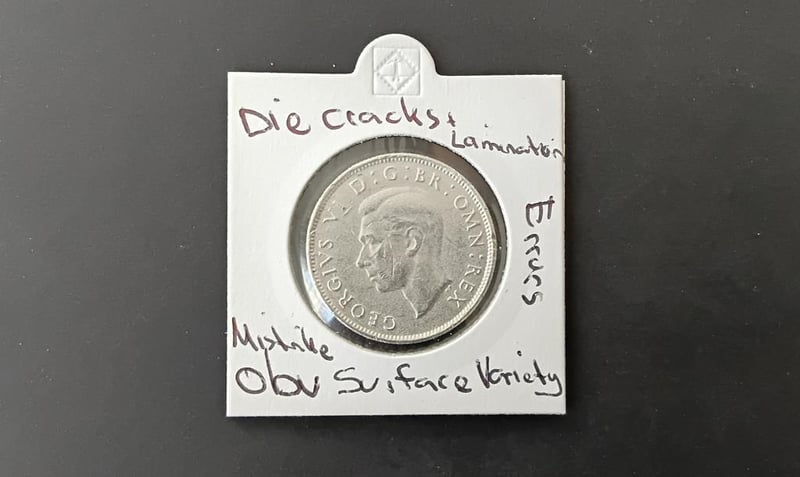 Die cracks +
Lamination
Errors
GEORGIVS VI D:G:BR:OMN:REX
Mistrike
Obv Surface Variety